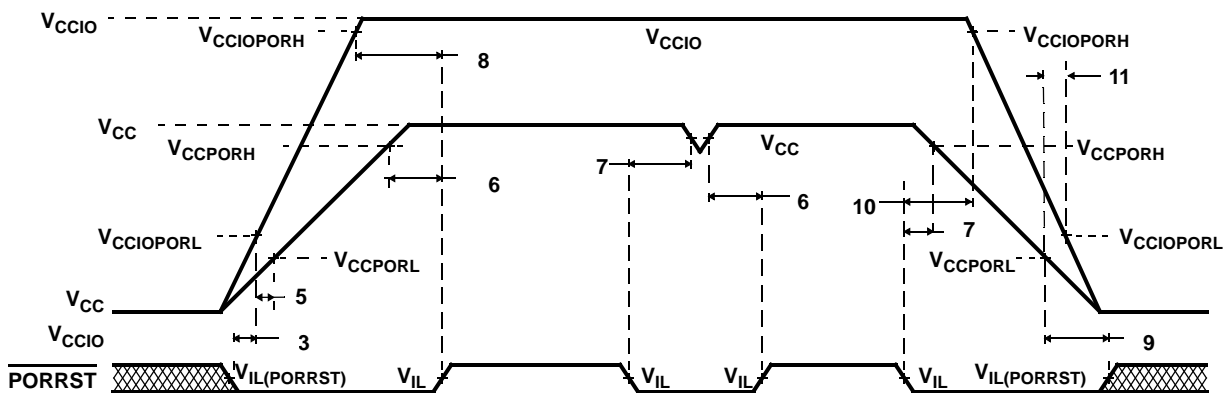 VCCIO
VCCIOPORH
VCCIO
VCCIOPORH
8
11
VCC
VCCPORH
VCC
VCCPORH
6
7
6
10
7
VCCIOPORL
VCCPORL
VCCPORL
VCCIOPORL
VCC
5
VCCIO
3
9
PORRST
VIL(PORRST)
VIL
VIL
VIL
VIL
VIL(PORRST)